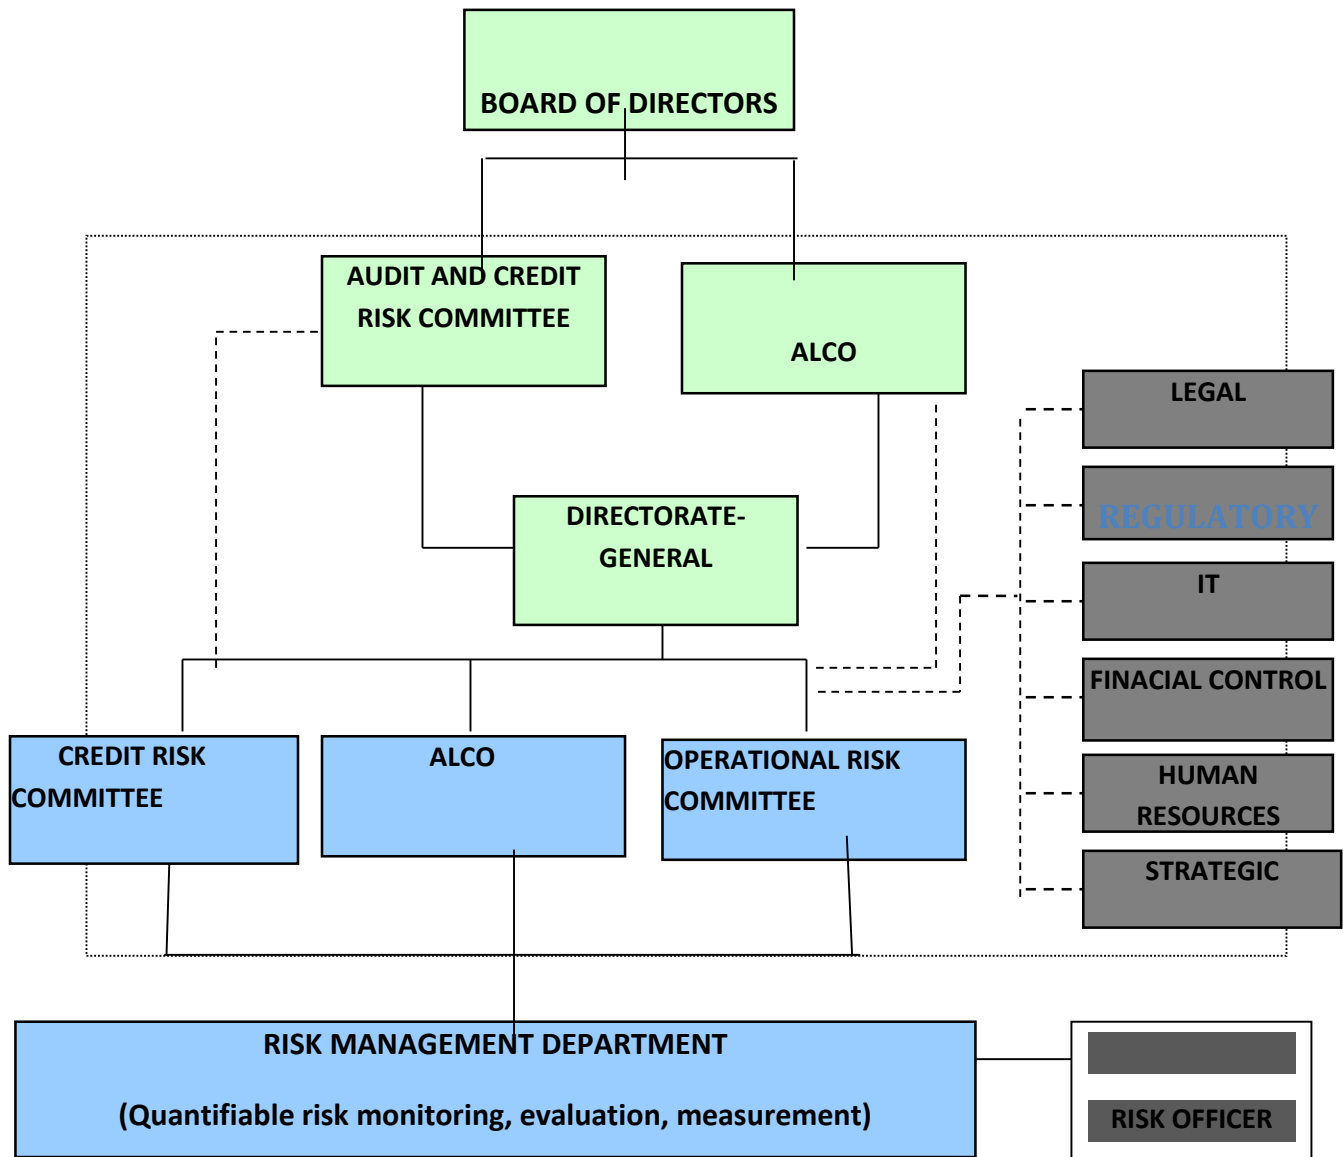 BOARD OF DIRECTORS
AUDIT AND CREDIT
RISK COMMITTEE
ALCO
LEGAL
REGULATORY
IT
FINACIAL CONTROL
HUMAN
RESOURCES
STRATEGIC
DIRECTORATE-
GENERAL
CREDIT RISK
COMMITTEE
ALCO
OPERATIONAL RISK
COMMITTEE
RISK MANAGEMENT DEPARTMENT
(Quantifiable risk monitoring, evaluation, measurement)
RISK OFFICER